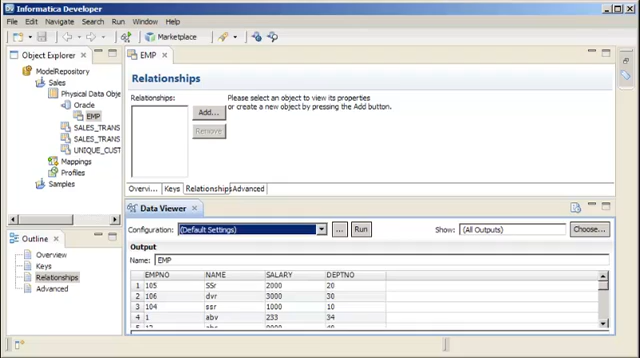 Informatica Developer
File Edit Navigate Search Run Window Help
Marketplace
Object Explorer
ModelRepository
Sales
Physical Data Obje
Oracle
EMP
SALES_TRANS
SALES_TRANS
UNIQUE_CUST
Mappings
Profiles
Samples
EMP
Relationships
Relationships:
Add...
Remove
Please select an object to view its properties
or create a new object by pressing the Add button.
Overvi... Keys Relationships Advanced
Outline
Overview
Keys
Relationships
Advanced
Data Viewer
Configuration: (Default Settings) ... Run Show: (All Outputs) Choose...
Output
Name: EMP
EMPNO NAME SALARY DEPTNO
1 105 SSr 2000 20
2 106 dvr 3000 30
3 104 ssr 1000 10
4 1 abv 233 34